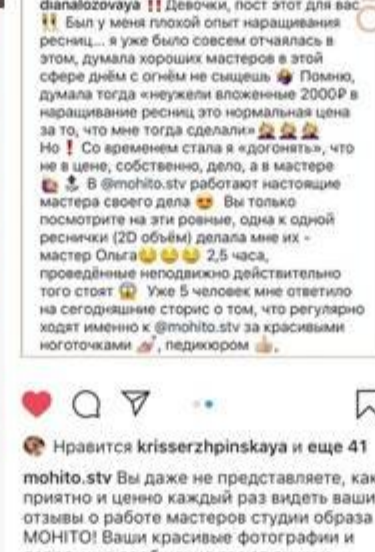 dianalozovaya ‼️ Девочки, пост этот для вас
‼️ Был у меня плохой опыт наращивания
ресниц... я уже было совсем отчаялась в
этом, думала хороших мастеров в этой
сфере днём с огнём не сыщешь 🤷‍♀️ Помню,
думала тогда «неужели вложенные 2000₽ в
наращивание ресниц это нормальная цена
за то, что мне тогда сделали» 🤦‍♀️🤦‍♀️🤦‍♀️
Но ❗ Со временем стала я «догонять», что
не в цене, собственно, дело, а в мастере
В @mohito.stv работают настоящие
мастера своего дела 😍 Вы только
посмотрите на эти ровные, одна к одной
реснички (2D объём) делала мне их -
мастер Ольга 😄😄😄 2,5 часа,
проведённые неподвижно действительно
того стоят 😱 Уже 5 человек мне ответило
на сегодняшние сторис о том, что регулярно
ходят именно к @mohito.stv за красивыми
ноготочками 💅, педикюром 👍🏻.
Нравится krisserzhpinskaya и еще 41
mohito.stv Вы даже не представляете, как
приятно и ценно каждый раз видеть ваши
отзывы о работе мастеров студии образа
МОНІТО! Ваши красивые фотографии и